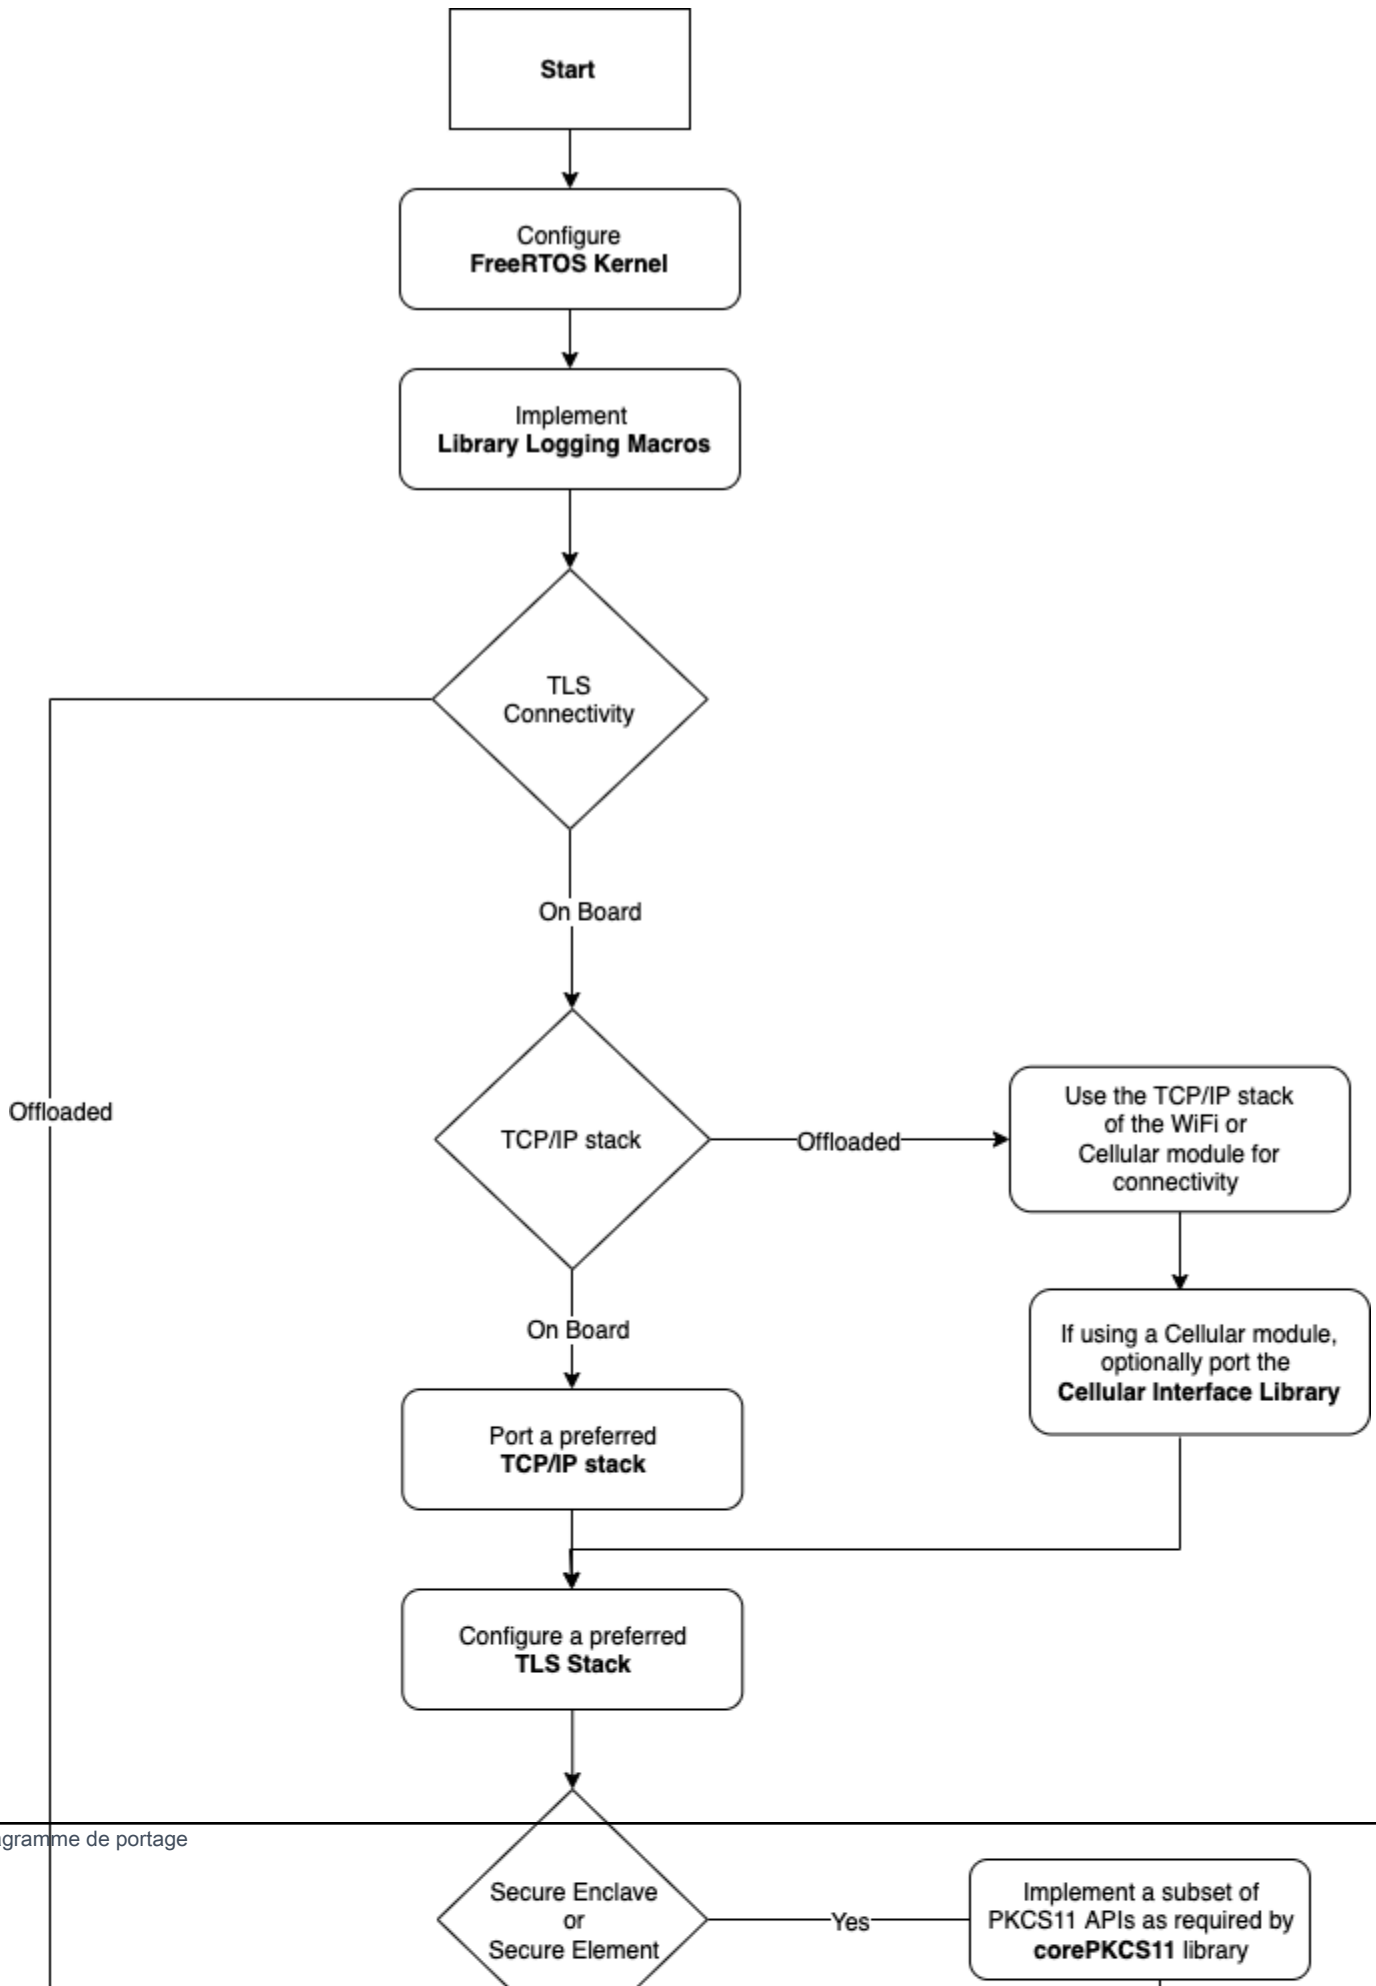 Start
Configure
FreeRTOS Kernel
Implement
Library Logging Macros
TLS
Connectivity
On Board
Offloaded
TCP/IP stack
Offloaded
Use the TCP/IP stack
of the WiFi or
Cellular module for
connectivity
On Board
If using a Cellular module,
optionally port the
Cellular Interface Library
Port a preferred
TCP/IP stack
Configure a preferred
TLS Stack
de portage
Secure Enclave
or
Secure Element
Yes
Implement a subset of
PKCS11 APIs as required by
corePKCS11 library